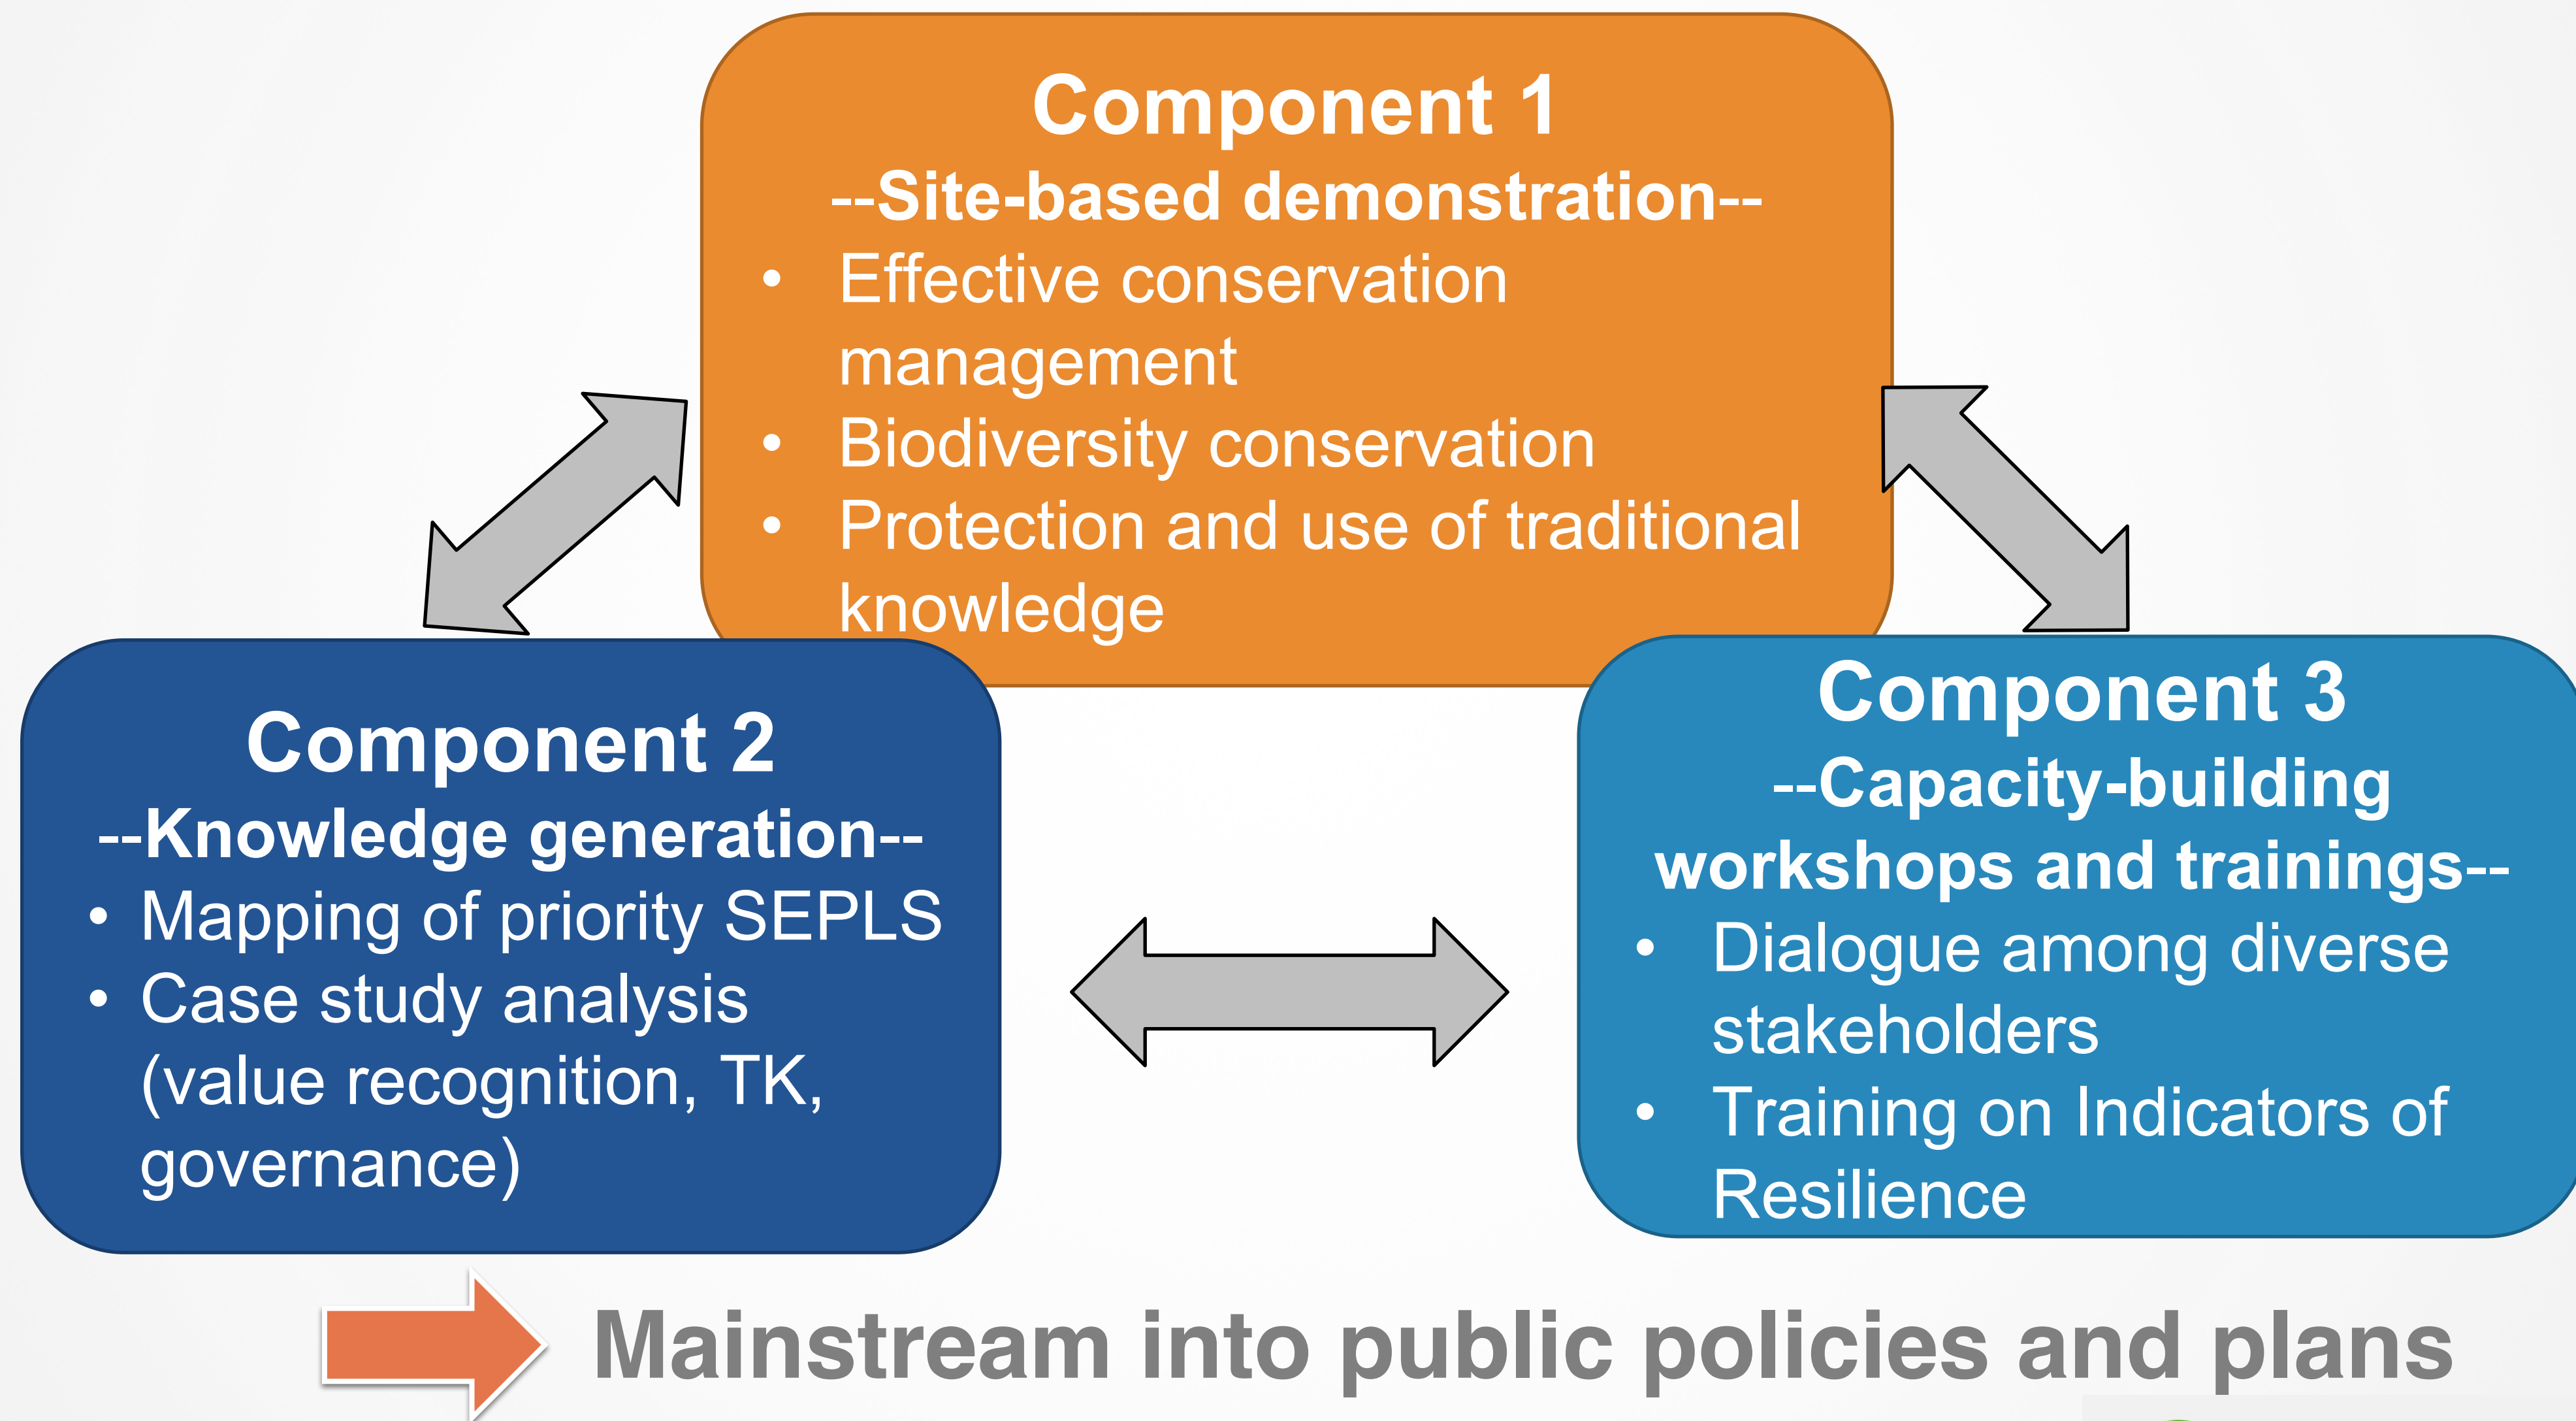 Component 1
--Site-based demonstration--
• Effective conservation
management
• Biodiversity conservation
• Protection and use of traditional
knowledge
Component 2
--Knowledge generation--
• Mapping of priority SEPLS
• Case study analysis
(value recognition, TK,
governance)
Component 3
--Capacity-building
workshops and trainings--
• Dialogue among diverse
stakeholders
• Training on Indicators of
Resilience
Mainstream into public policies and plans